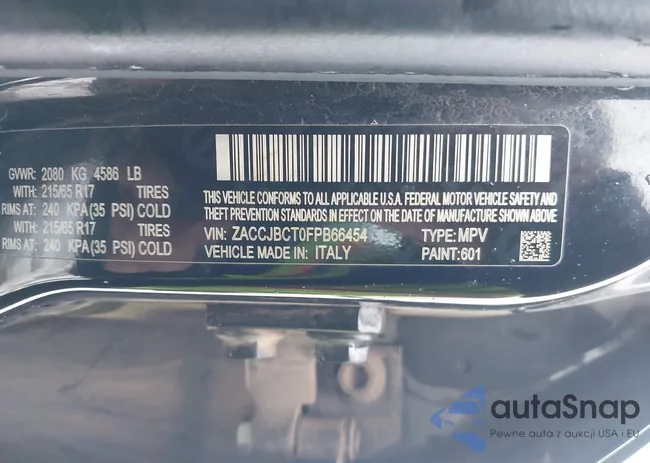 GVWR: 2080 KG 4586 LB
WITH: 215/65 R17 TIRES
RIMS AT: 240 KPA(35 PSI) COLD
WITH: 215/65 R17 TIRES
RIMS AT: 240 KPA(35 PSI) COLD
THIS VEHICLE CONFORMS TO ALL APPLICABLE U.S.A. FEDERAL MOTOR VEHICLE SAFETY AND
THEFT PREVENTION STANDARDS IN EFFECT ON THE DATE OF MANUFACTURE SHOWN ABOVE.
VIN: ZACCJBCT0FPB66454 TYPE: MPV
VEHICLE MADE IN: ITALY PAINT:601
autaSnap
Pewne auta z aukcji USA i EU